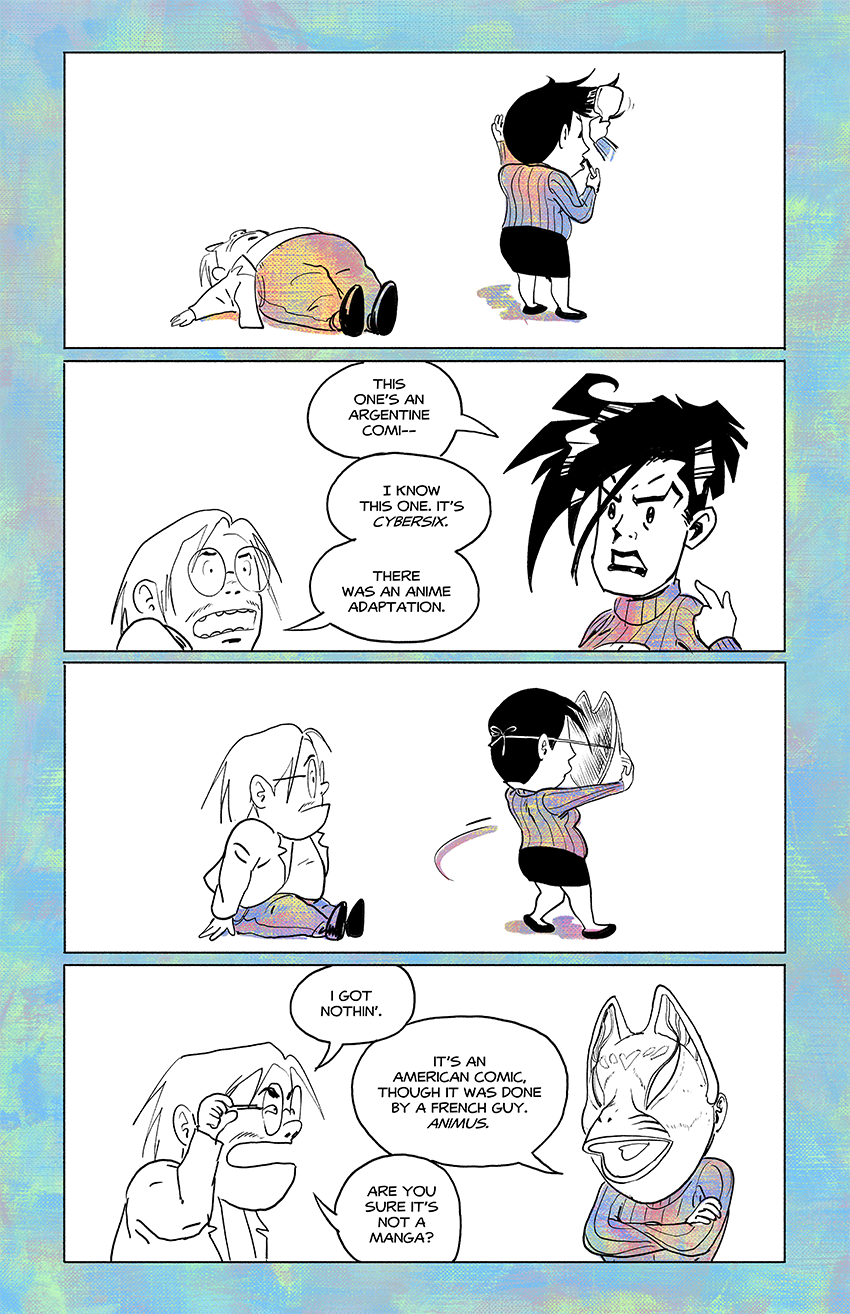 THIS
ONE'S AN
ARGENTINE
COMI--
I KNOW
THIS ONE. IT'S
CYBERSIX.
THERE
WAS AN ANIME
ADAPTATION.
I GOT
NOTHIN'.
IT'S AN
AMERICAN COMIC,
THOUGH IT WAS DONE
BY A FRENCH GUY.
ANIMUS.
ARE YOU
SURE IT'S
NOT A
MANGA?